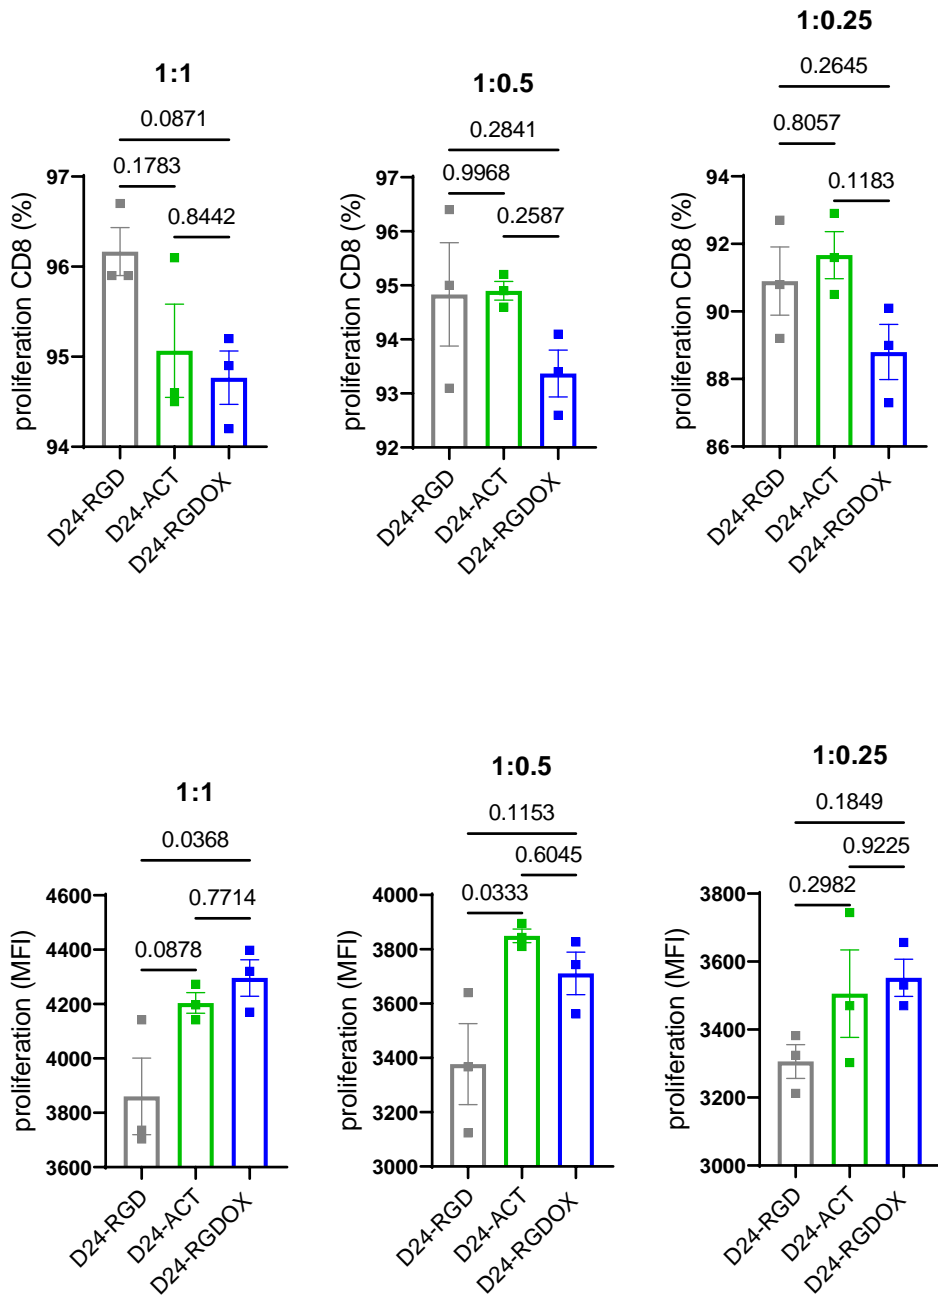 1:1
0.0871
0.1783
0.8442
proliferation CD8 (%)
97
96
95
94
D24-RGD
D24-ACT
D24-RGDOX
1:0.5
0.2841
0.9968
0.2587
proliferation CD8 (%)
97
96
95
94
93
92
D24-RGD
D24-ACT
D24-RGDOX
1:0.25
0.2645
0.8057
0.1183
proliferation CD8 (%)
94
92
90
88
86
D24-RGD
D24-ACT
D24-RGDOX
1:1
0.0368
0.7714
0.0878
proliferation (MFI)
4600
4400
4200
4000
3800
3600
D24-RGD
D24-ACT
D24-RGDOX
1:0.5
0.1153
0.6045
0.0333
proliferation (MFI)
4000
3800
3600
3400
3200
3000
D24-RGD
D24-ACT
D24-RGDOX
1:0.25
0.1849
0.9225
0.2982
proliferation (MFI)
3800
3600
3400
3200
3000
D24-RGD
D24-ACT
D24-RGDOX